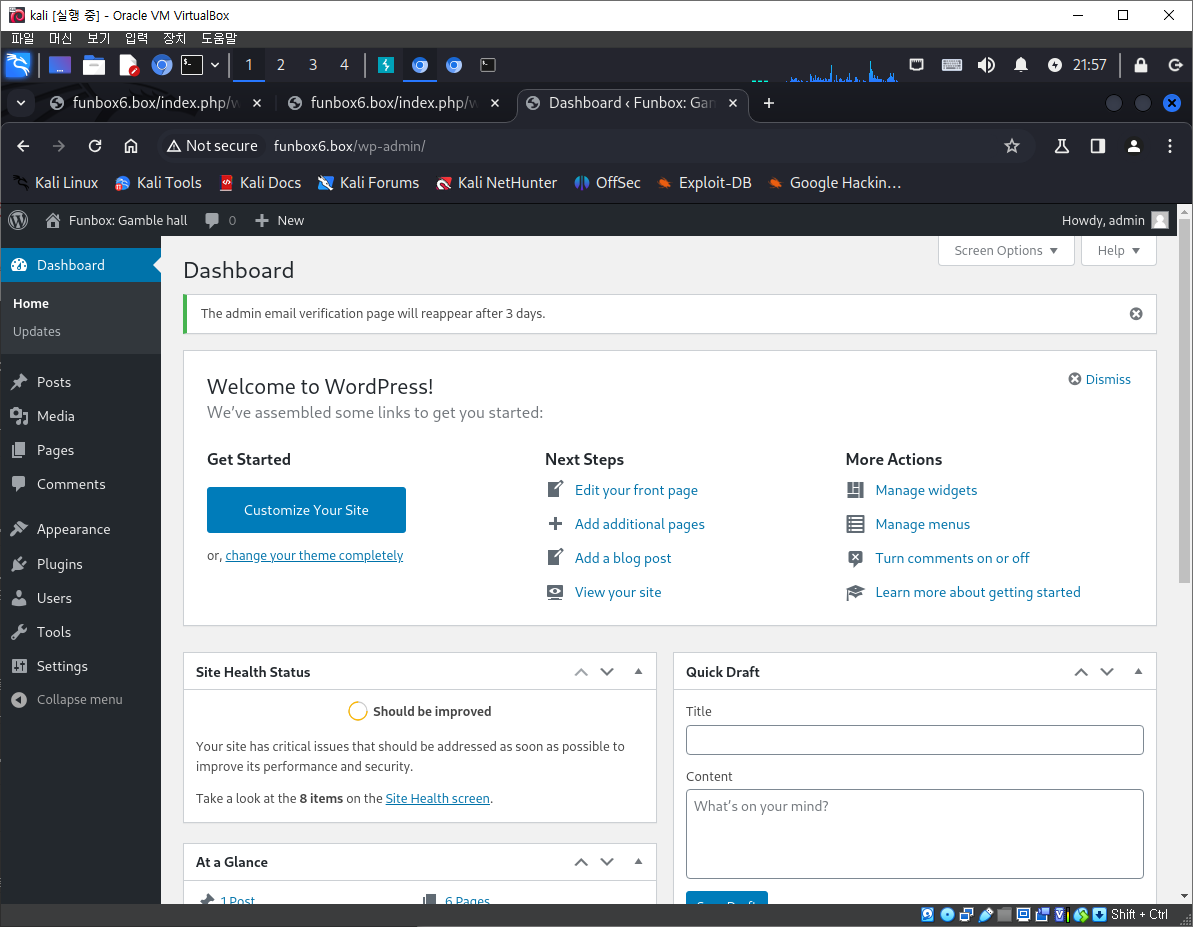 kali [실행 중] - Oracle VM VirtualBox
파일 머신 보기 입력 장치 도움말
1 2 3 4 21:57
funbox6.box/index.php/w funbox6.box/index.php/w Dashboard ‹ Funbox: Gam
Not secure funbox6.box/wp-admin/
Kali Linux Kali Tools Kali Docs Kali Forums Kali NetHunter OffSec Exploit-DB Google Hackin…
Funbox: Gamble hall 0 New Howdy, admin
Screen Options Help
Dashboard
Home
Updates
Posts
Media
Pages
Comments
Appearance
Plugins
Users
Tools
Settings
Collapse menu
Dashboard
The admin email verification page will reappear after 3 days.
Welcome to WordPress!
Dismiss
We’ve assembled some links to get you started:
Get Started
Customize Your Site
or, change your theme completely
Next Steps
Edit your front page
Add additional pages
Add a blog post
View your site
More Actions
Manage widgets
Manage menus
Turn comments on or off
Learn more about getting started
Site Health Status
Should be improved
Your site has critical issues that should be addressed as soon as possible to
improve its performance and security.
Take a look at the 8 items on the Site Health screen.
At a Glance
1 Post 6 Pages
Quick Draft
Title
Content
What’s on your mind?
Save Draft
Shift + Ctrl